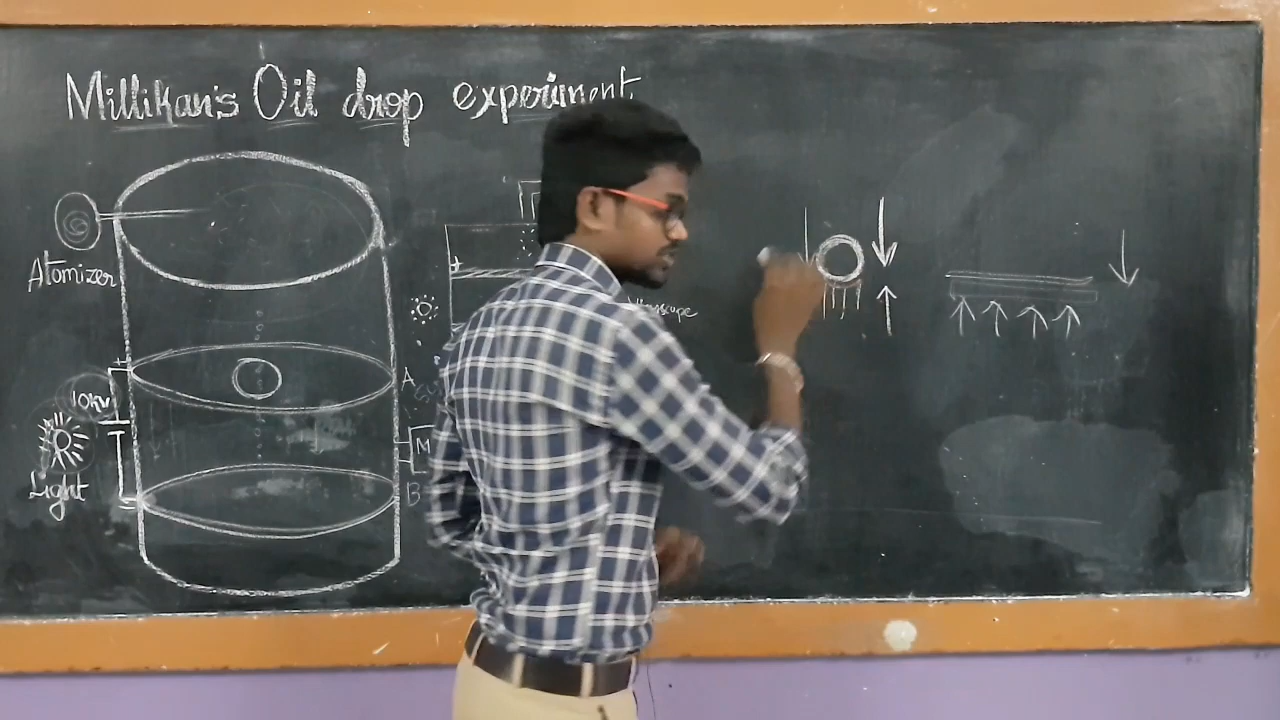 Millikan's Oil drop experiment
Atomizer
+
A
10kv
M
Light
B